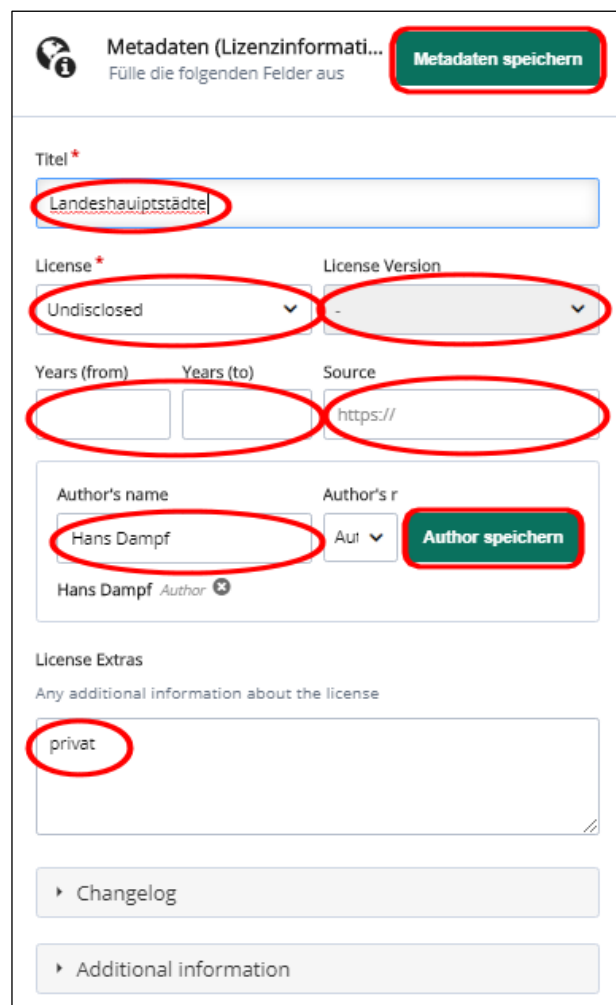 Metadaten (Lizenzinformati...
Fülle die folgenden Felder aus
Metadaten speichern
Titel *
Landeshauiptstädte
License *
License Version
Undisclosed
-
Years (from)
Years (to)
Source
https://
Author's name
Author's r
Hans Dampf
Aut
Author speichern
Hans Dampf Author
License Extras
Any additional information about the license
privat
Changelog
Additional information